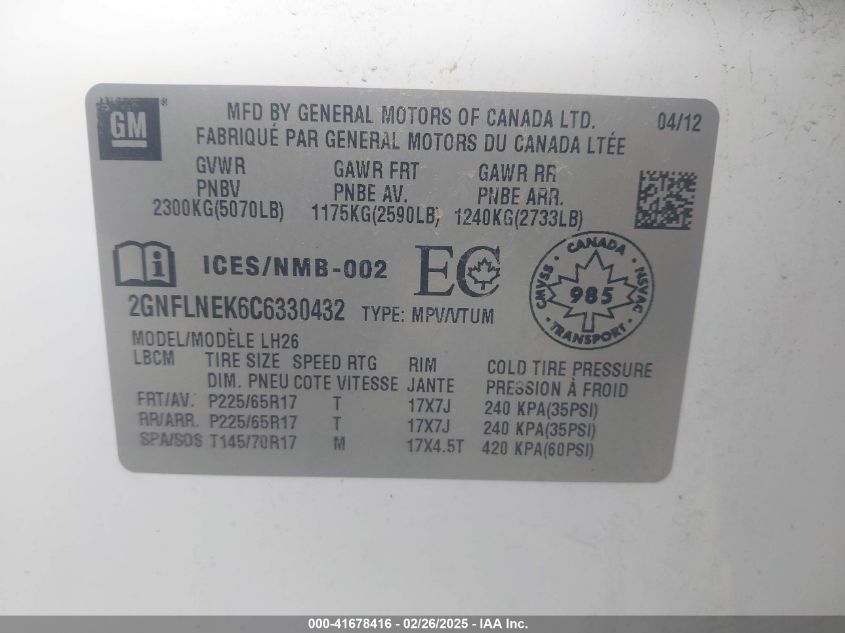 GM ®
MFD BY GENERAL MOTORS OF CANADA LTD. 04/12
FABRIQUÉ PAR GENERAL MOTORS DU CANADA LTÉE
GVWR GAWR FRT GAWR RR
PNBV PNBE AV. PNBE ARR.
2300KG(5070LB) 1175KG(2590LB) 1240KG(2733LB)
ICES/NMB-002 EC
CANADA
CMVSS 985 NSVAC
TRANSPORT
2GNFLNEK6C6330432 TYPE: MPV/VTUM
MODEL/MODÈLE LH26
LBCM TIRE SIZE SPEED RTG RIM COLD TIRE PRESSURE
DIM. PNEU COTE VITESSE JANTE PRESSION À FROID
FRT/AV. P225/65R17 T 17X7J 240 KPA(35PSI)
RR/ARR. P225/65R17 T 17X7J 240 KPA(35PSI)
SPA/SOS T145/70R17 M 17X4.5T 420 KPA(60PSI)
000-41678416 - 02/26/2025 - IAA Inc.